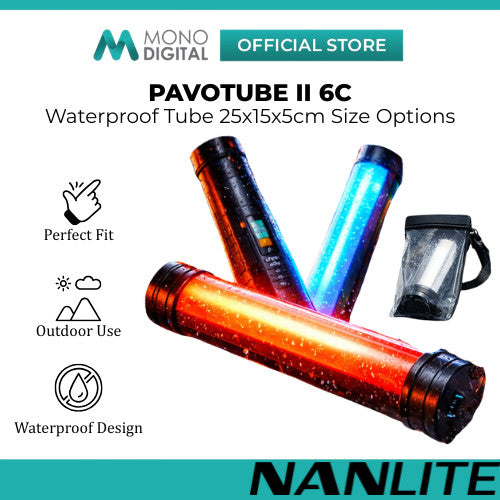 MONO
DIGITAL
OFFICIAL STORE
PAVOTUBE II 6C
Waterproof Tube 25x15x5cm Size Options
Perfect Fit
Outdoor Use
Waterproof Design
NANLITE